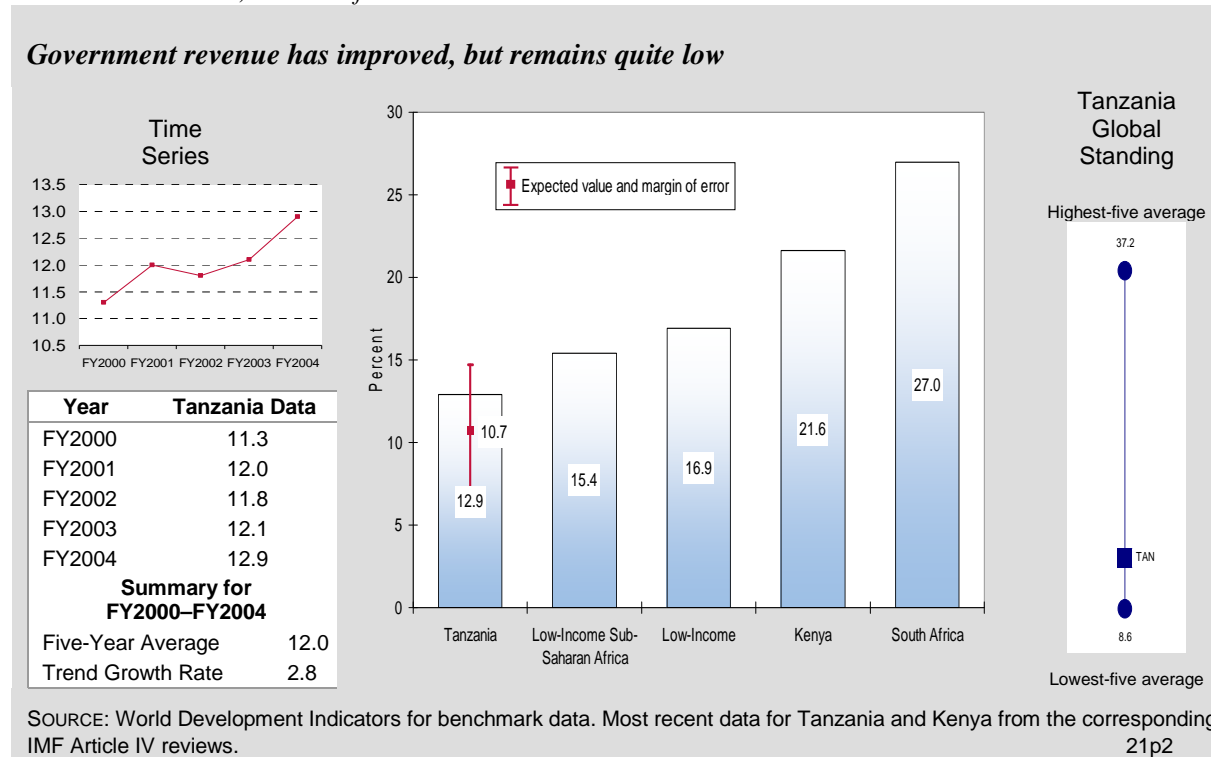 Government revenue has improved, but remains quite low
Time
Series
13.5
13.0
12.5
12.0
11.5
11.0
10.5
FY2000 FY2001 FY2002 FY2003 FY2004
Year Tanzania Data
FY2000 11.3
FY2001 12.0
FY2002 11.8
FY2003 12.1
FY2004 12.9
Summary for
FY2000–FY2004
Five-Year Average 12.0
Trend Growth Rate 2.8
Percent
30
25
20
15
10
5
0
Expected value and margin of error
10.7
12.9
15.4
16.9
21.6
27.0
Tanzania
Low-Income Sub-
Saharan Africa
Low-Income
Kenya
South Africa
Tanzania
Global
Standing
Highest-five average
37.2
TAN
8.6
Lowest-five average
SOURCE: World Development Indicators for benchmark data. Most recent data for Tanzania and Kenya from the corresponding
IMF Article IV reviews. 21p2